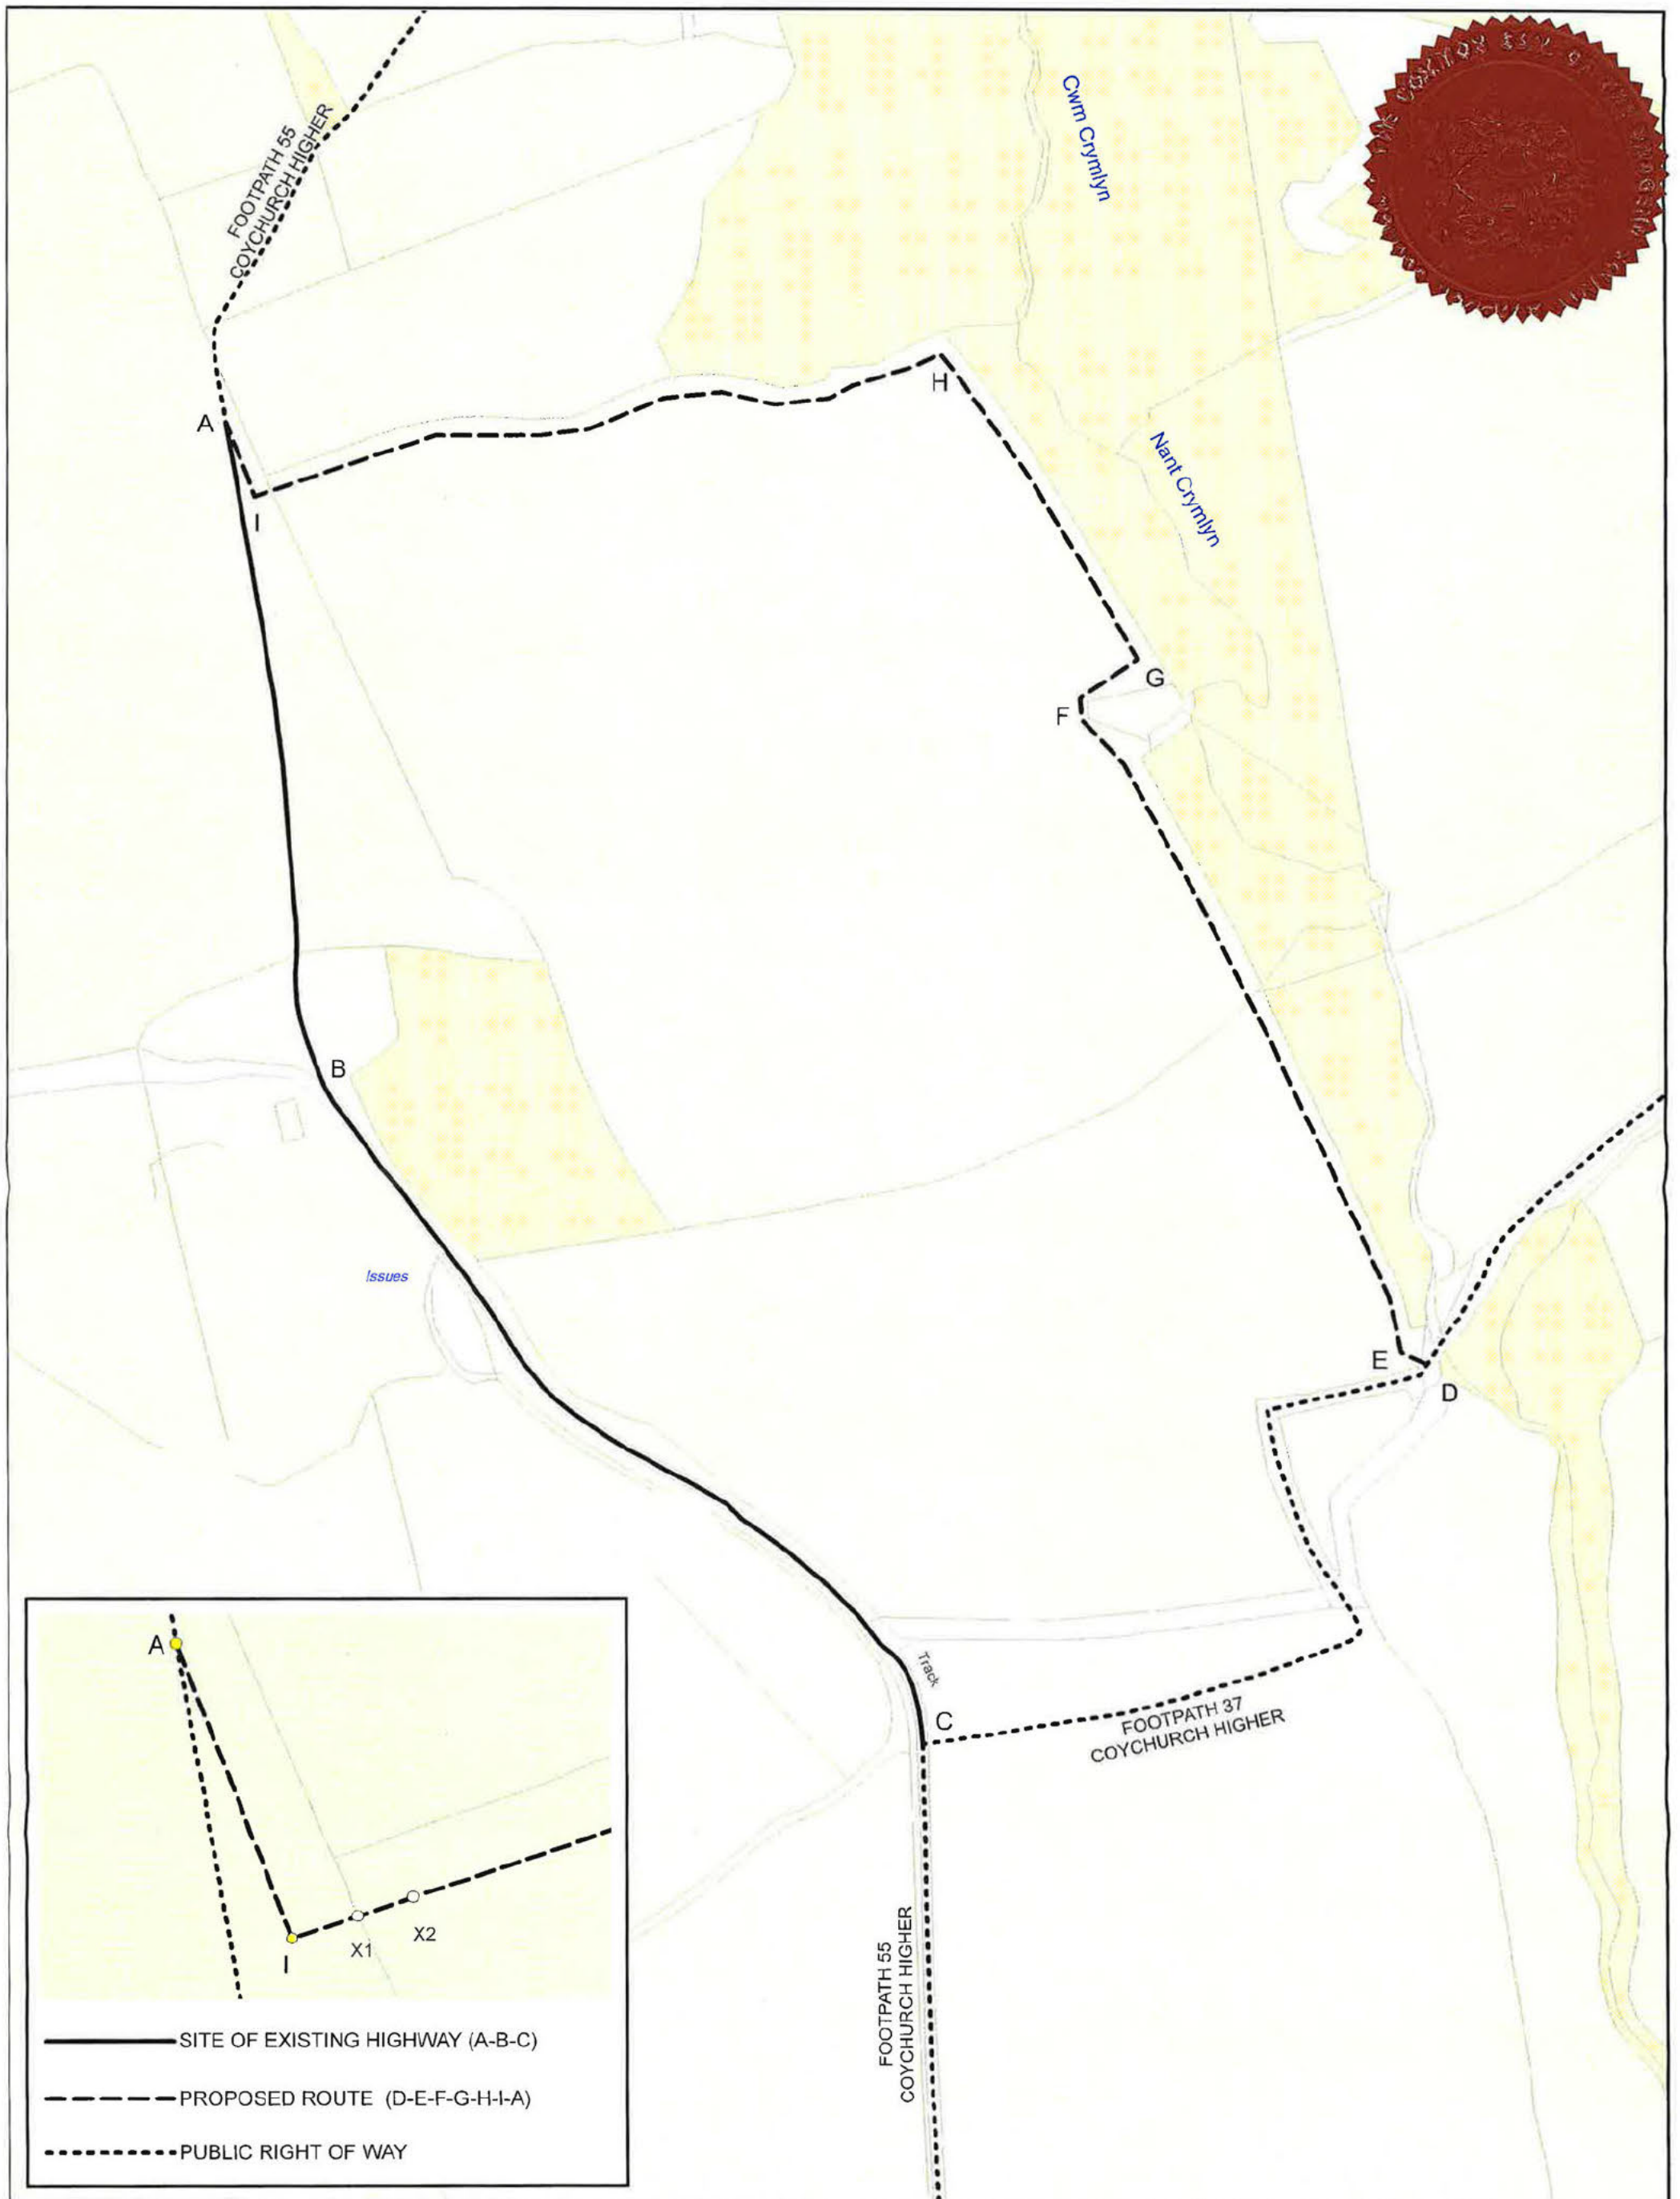 FOOTPATH 55
COYCHURCH HIGHER
Cwm Crymlyn
A
H
I
Nant Crymlyn
G
F
B
Issues
E
D
Track
C
FOOTPATH 37
COYCHURCH HIGHER
FOOTPATH 55
COYCHURCH HIGHER
A
X2
X1
I
SITE OF EXISTING HIGHWAY (A-B-C)
PROPOSED ROUTE (D-E-F-G-H-I-A)
PUBLIC RIGHT OF WAY